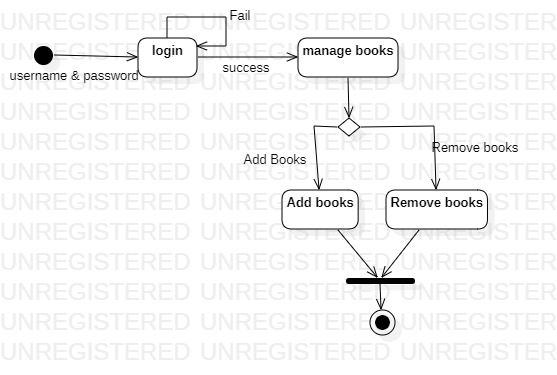 UNREGISTERED UNREGISTERED UNREGISTERED
Fail
login
manage books
success
username & password
Remove books
Add Books
Add books
Remove books